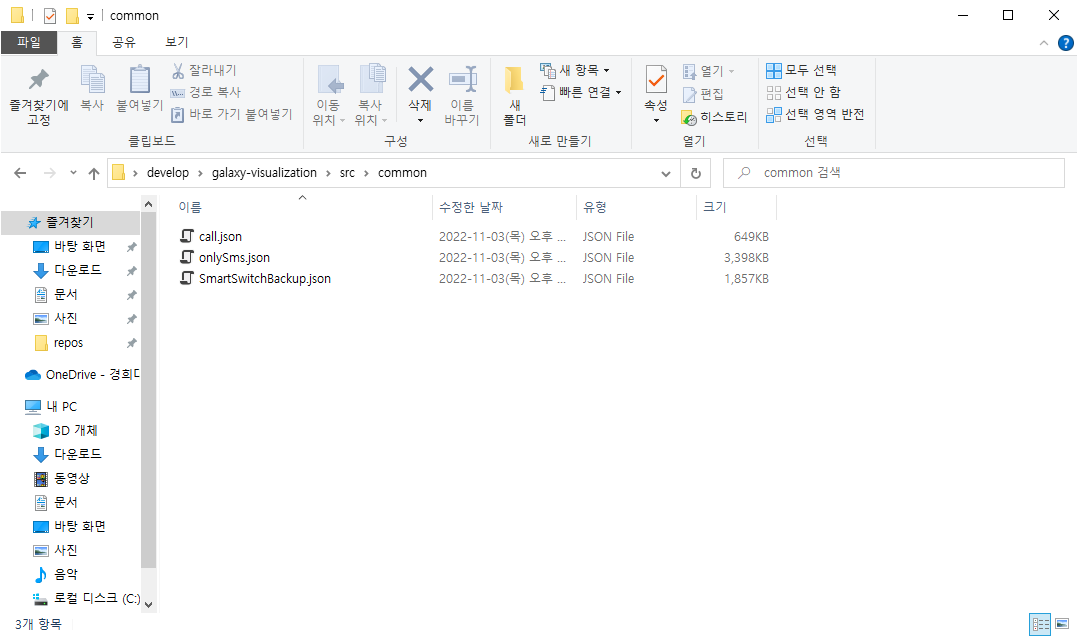 common
파일 홈 공유 보기
즐겨찾기에 고정
복사
붙여넣기
잘라내기
경로 복사
바로 가기 붙여넣기
클립보드
이동 위치
복사 위치
삭제
이름 바꾸기
구성
새 폴더
새 항목
빠른 연결
새로 만들기
속성
열기
편집
히스토리
열기
모두 선택
선택 안 함
선택 영역 반전
선택
develop › galaxy-visualization › src › common
common 검색
즐겨찾기
바탕 화면
다운로드
문서
사진
repos
OneDrive - 경희
내 PC
3D 개체
다운로드
동영상
문서
바탕 화면
사진
음악
로컬 디스크 (C:)
이름 수정한 날짜 유형 크기
call.json 2022-11-03(목) 오후 ... JSON File 649KB
onlySms.json 2022-11-03(목) 오후 ... JSON File 3,398KB
SmartSwitchBackup.json 2022-11-03(목) 오후 ... JSON File 1,857KB
3개 항목